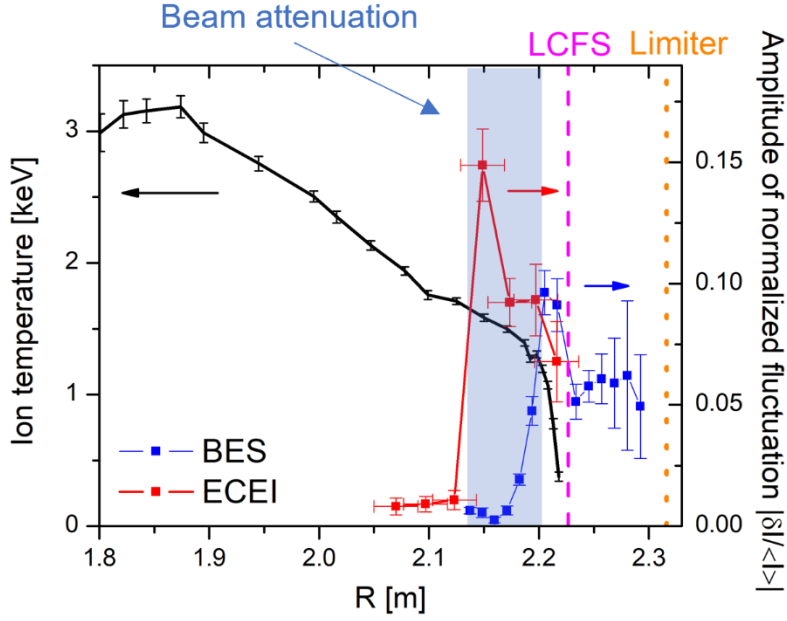 Beam attenuation
LCFS
Limiter
Ion temperature [keV]
3
2
1
0
BES
ECEI
0.15
0.10
0.05
0.00
Amplitude of normalized fluctuation |δI/<I>|
1.8
1.9
2.0
2.1
2.2
2.3
R [m]